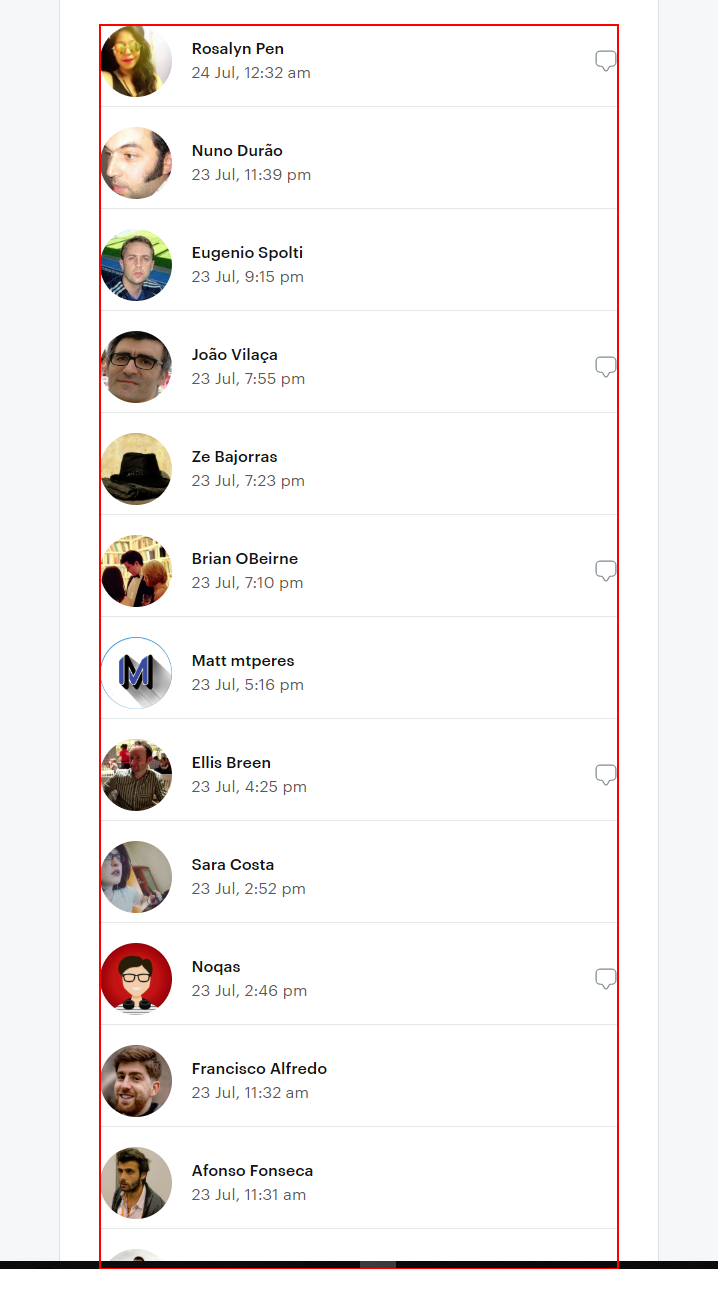 Rosalyn Pen
24 Jul, 12:32 am
Nuno Durão
23 Jul, 11:39 pm
Eugenio Spolti
23 Jul, 9:15 pm
João Vilaça
23 Jul, 7:55 pm
Ze Bajorras
23 Jul, 7:23 pm
Brian OBeirne
23 Jul, 7:10 pm
M
Matt mtperes
23 Jul, 5:16 pm
Ellis Breen
23 Jul, 4:25 pm
Sara Costa
23 Jul, 2:52 pm
Noqas
23 Jul, 2:46 pm
Francisco Alfredo
23 Jul, 11:32 am
Afonso Fonseca
23 Jul, 11:31 am